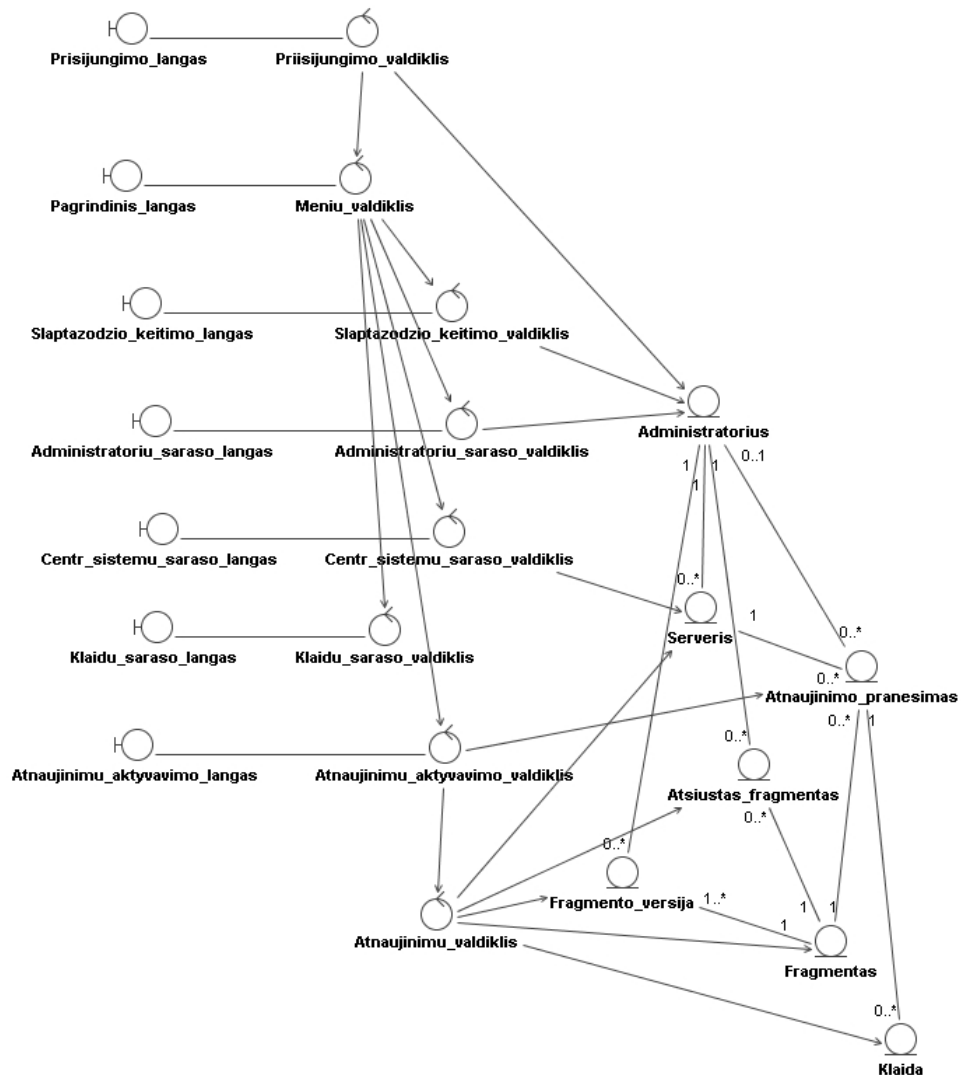 Prisijungimo_langas
Priisijungimo_valdiklis
Pagrindinis_langas
Meniu_valdiklis
Slaptazodzio_keitimo_langas
Slaptazodzio_keitimo_valdiklis
Administratorius
Administratoriu_saraso_langas
Administratoriu_saraso_valdiklis
1
1
1
0..1
Centr_sistemu_saraso_langas
Centr_sistemu_saraso_valdiklis
0..*
1
Serveris
0..*
Klaidu_saraso_langas
Klaidu_saraso_valdiklis
0..*
Atnaujinimo_pranesimas
0..*
1
0..*
Atnaujinimu_aktyvavimo_langas
Atnaujinimu_aktyvavimo_valdiklis
Atsiustas_fragmentas
0..*
0..*
Fragmento_versija
1..*
1
1
1
Atnaujinimu_valdiklis
Fragmentas
0..*
Klaida